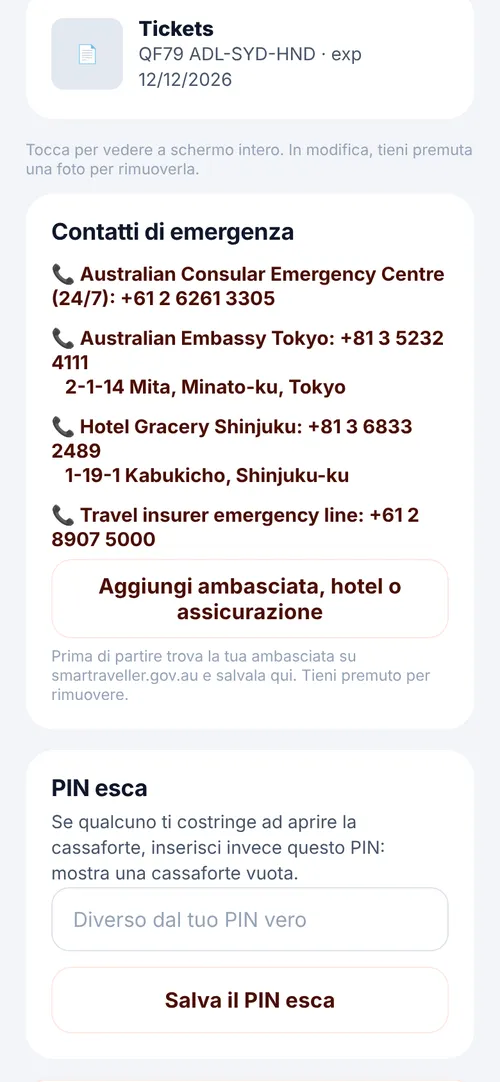 Tickets
QF79 ADL-SYD-HND · exp
12/12/2026
Tocca per vedere a schermo intero. In modifica, tieni premuta
una foto per rimuoverla.
Contatti di emergenza
📞 Australian Consular Emergency Centre
(24/7): +61 2 6261 3305
📞 Australian Embassy Tokyo: +81 3 5232
4111
2-1-14 Mita, Minato-ku, Tokyo
📞 Hotel Gracery Shinjuku: +81 3 6833
2489
1-19-1 Kabukicho, Shinjuku-ku
📞 Travel insurer emergency line: +61 2
8907 5000
Aggiungi ambasciata, hotel o
assicurazione
Prima di partire trova la tua ambasciata su
smartraveller.gov.au e salvala qui. Tieni premuto per
rimuovere.
PIN esca
Se qualcuno ti costringe ad aprire la
cassaforte, inserisci invece questo PIN:
mostra una cassaforte vuota.
Diverso dal tuo PIN vero
Salva il PIN esca